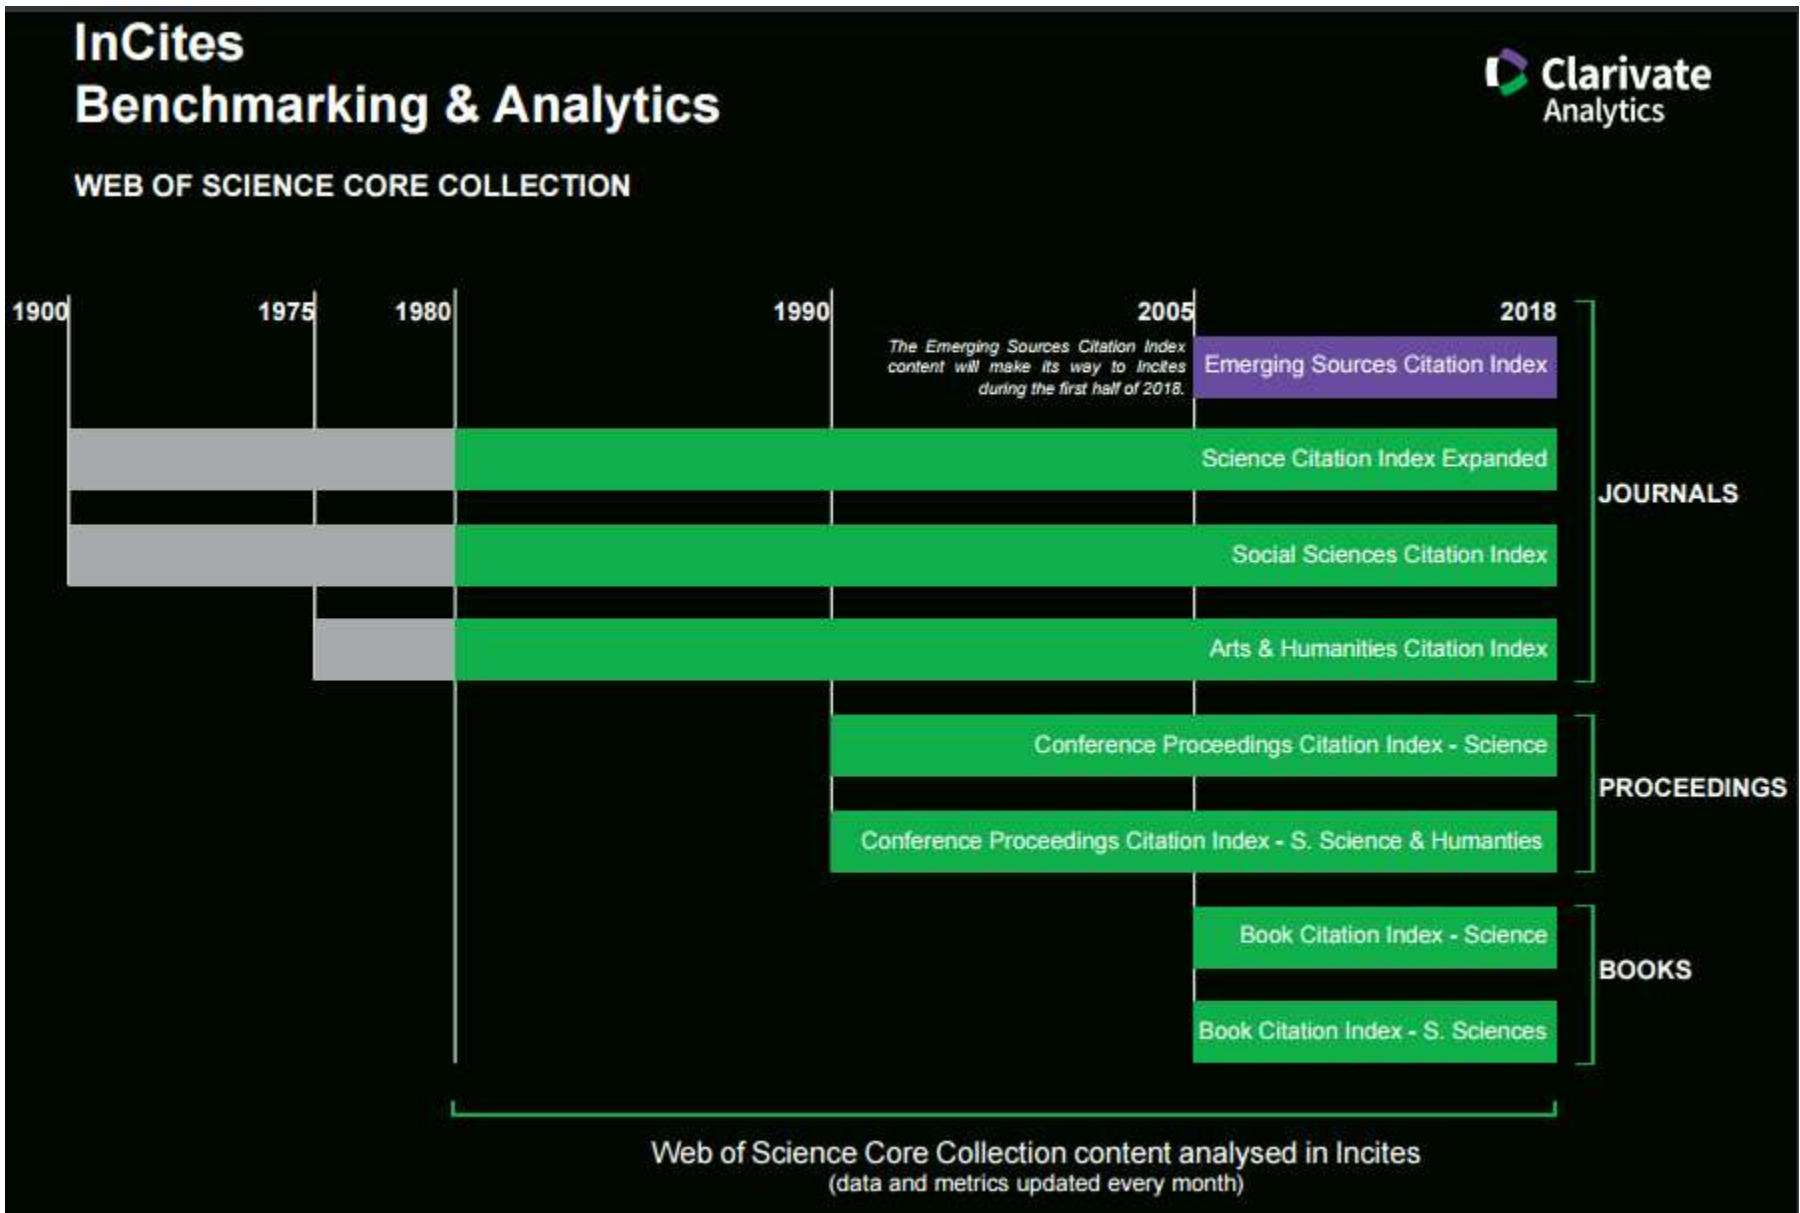 InCites
Benchmarking & Analytics
Clarivate
Analytics
WEB OF SCIENCE CORE COLLECTION
1900
1975
1980
1990
2005
2018
The Emerging Sources Citation Index
content will make its way to Incites
during the first half of 2018.
Emerging Sources Citation Index
Science Citation Index Expanded
Social Sciences Citation Index
Arts & Humanities Citation Index
JOURNALS
Conference Proceedings Citation Index - Science
Conference Proceedings Citation Index - S. Science & Humanties
PROCEEDINGS
Book Citation Index - Science
Book Citation Index - S. Sciences
BOOKS
Web of Science Core Collection content analysed in Incites
(data and metrics updated every month)